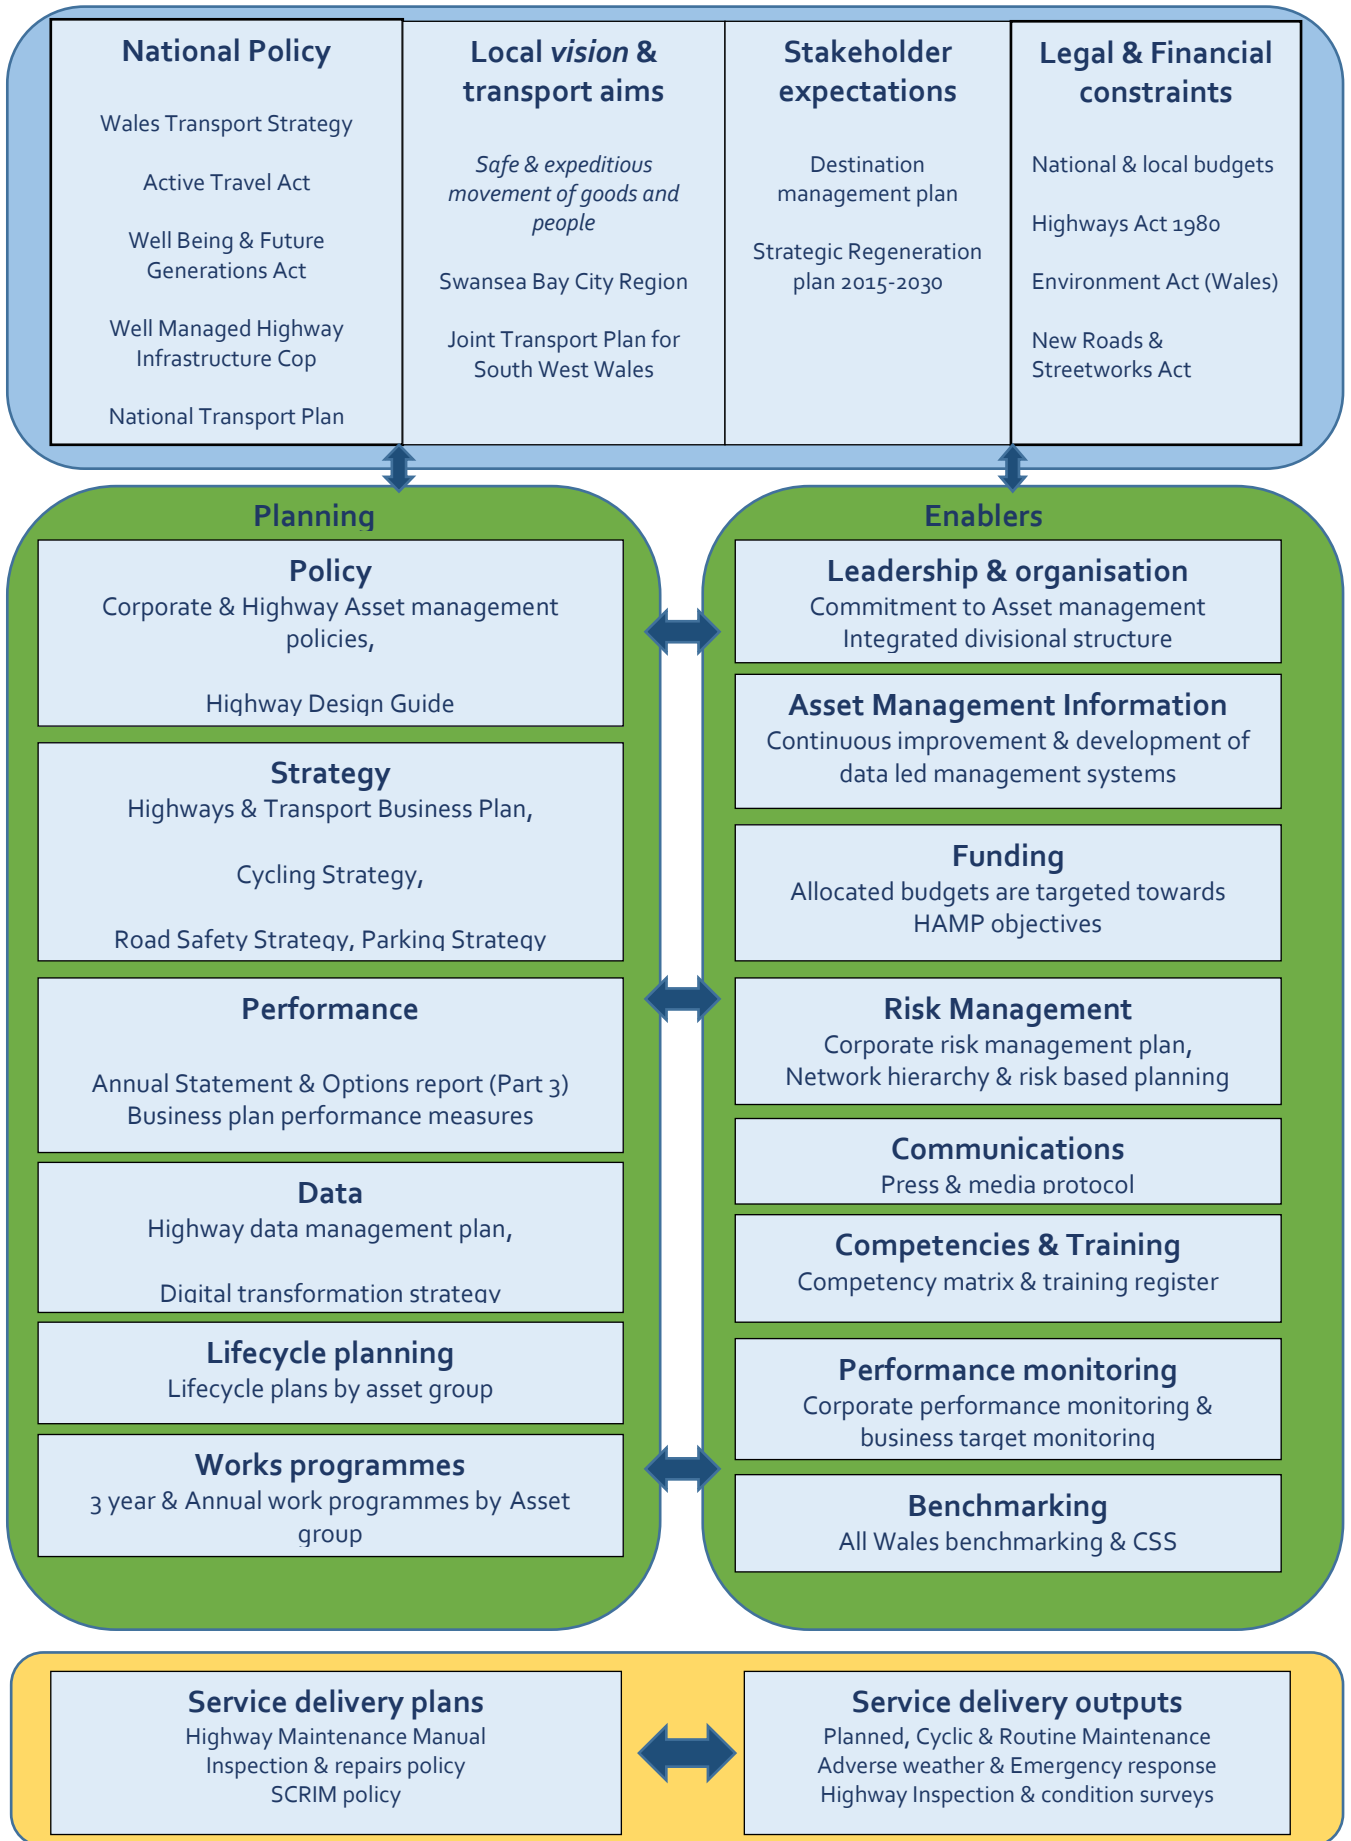 National Policy
Wales Transport Strategy
Active Travel Act
Well Being & Future
Generations Act
Well Managed Highway
Infrastructure Cop
National Transport Plan
Local vision &
transport aims
Safe & expeditious
movement of goods and
people
Swansea Bay City Region
Joint Transport Plan for
South West Wales
Stakeholder
expectations
Destination
management plan
Strategic Regeneration
plan 2015-2030
Legal & Financial
constraints
National & local budgets
Highways Act 1980
Environment Act (Wales)
New Roads &
Streetworks Act
Planning
Policy
Corporate & Highway Asset management
policies,
Highway Design Guide
Strategy
Highways & Transport Business Plan,
Cycling Strategy,
Road Safety Strategy, Parking Strategy
Performance
Annual Statement & Options report (Part 3)
Business plan performance measures
Data
Highway data management plan,
Digital transformation strategy
Lifecycle planning
Lifecycle plans by asset group
Works programmes
3 year & Annual work programmes by Asset
group
Enablers
Leadership & organisation
Commitment to Asset management
Integrated divisional structure
Asset Management Information
Continuous improvement & development of
data led management systems
Funding
Allocated budgets are targeted towards
HAMP objectives
Risk Management
Corporate risk management plan,
Network hierarchy & risk based planning
Communications
Press & media protocol
Competencies & Training
Competency matrix & training register
Performance monitoring
Corporate performance monitoring &
business target monitoring
Benchmarking
All Wales benchmarking & CSS
Service delivery plans
Highway Maintenance Manual
Inspection & repairs policy
SCRIM policy
Service delivery outputs
Planned, Cyclic & Routine Maintenance
Adverse weather & Emergency response
Highway Inspection & condition surveys